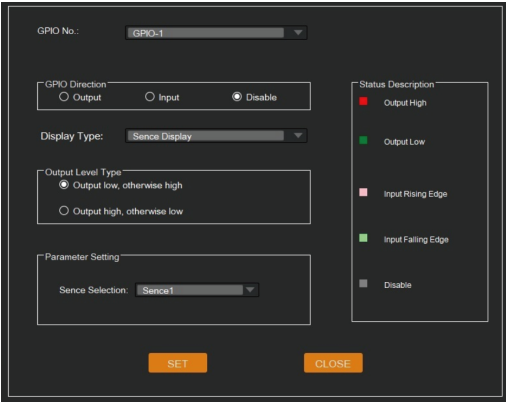 GPIO No.: GPIO-1
GPIO Direction
Output Input Disable
Display Type: Sence Display
Output Level Type
Output low, otherwise high
Output high, otherwise low
Parameter Setting
Sence Selection: Sence1
Status Description
Output High
Output Low
Input Rising Edge
Input Falling Edge
Disable
SET CLOSE